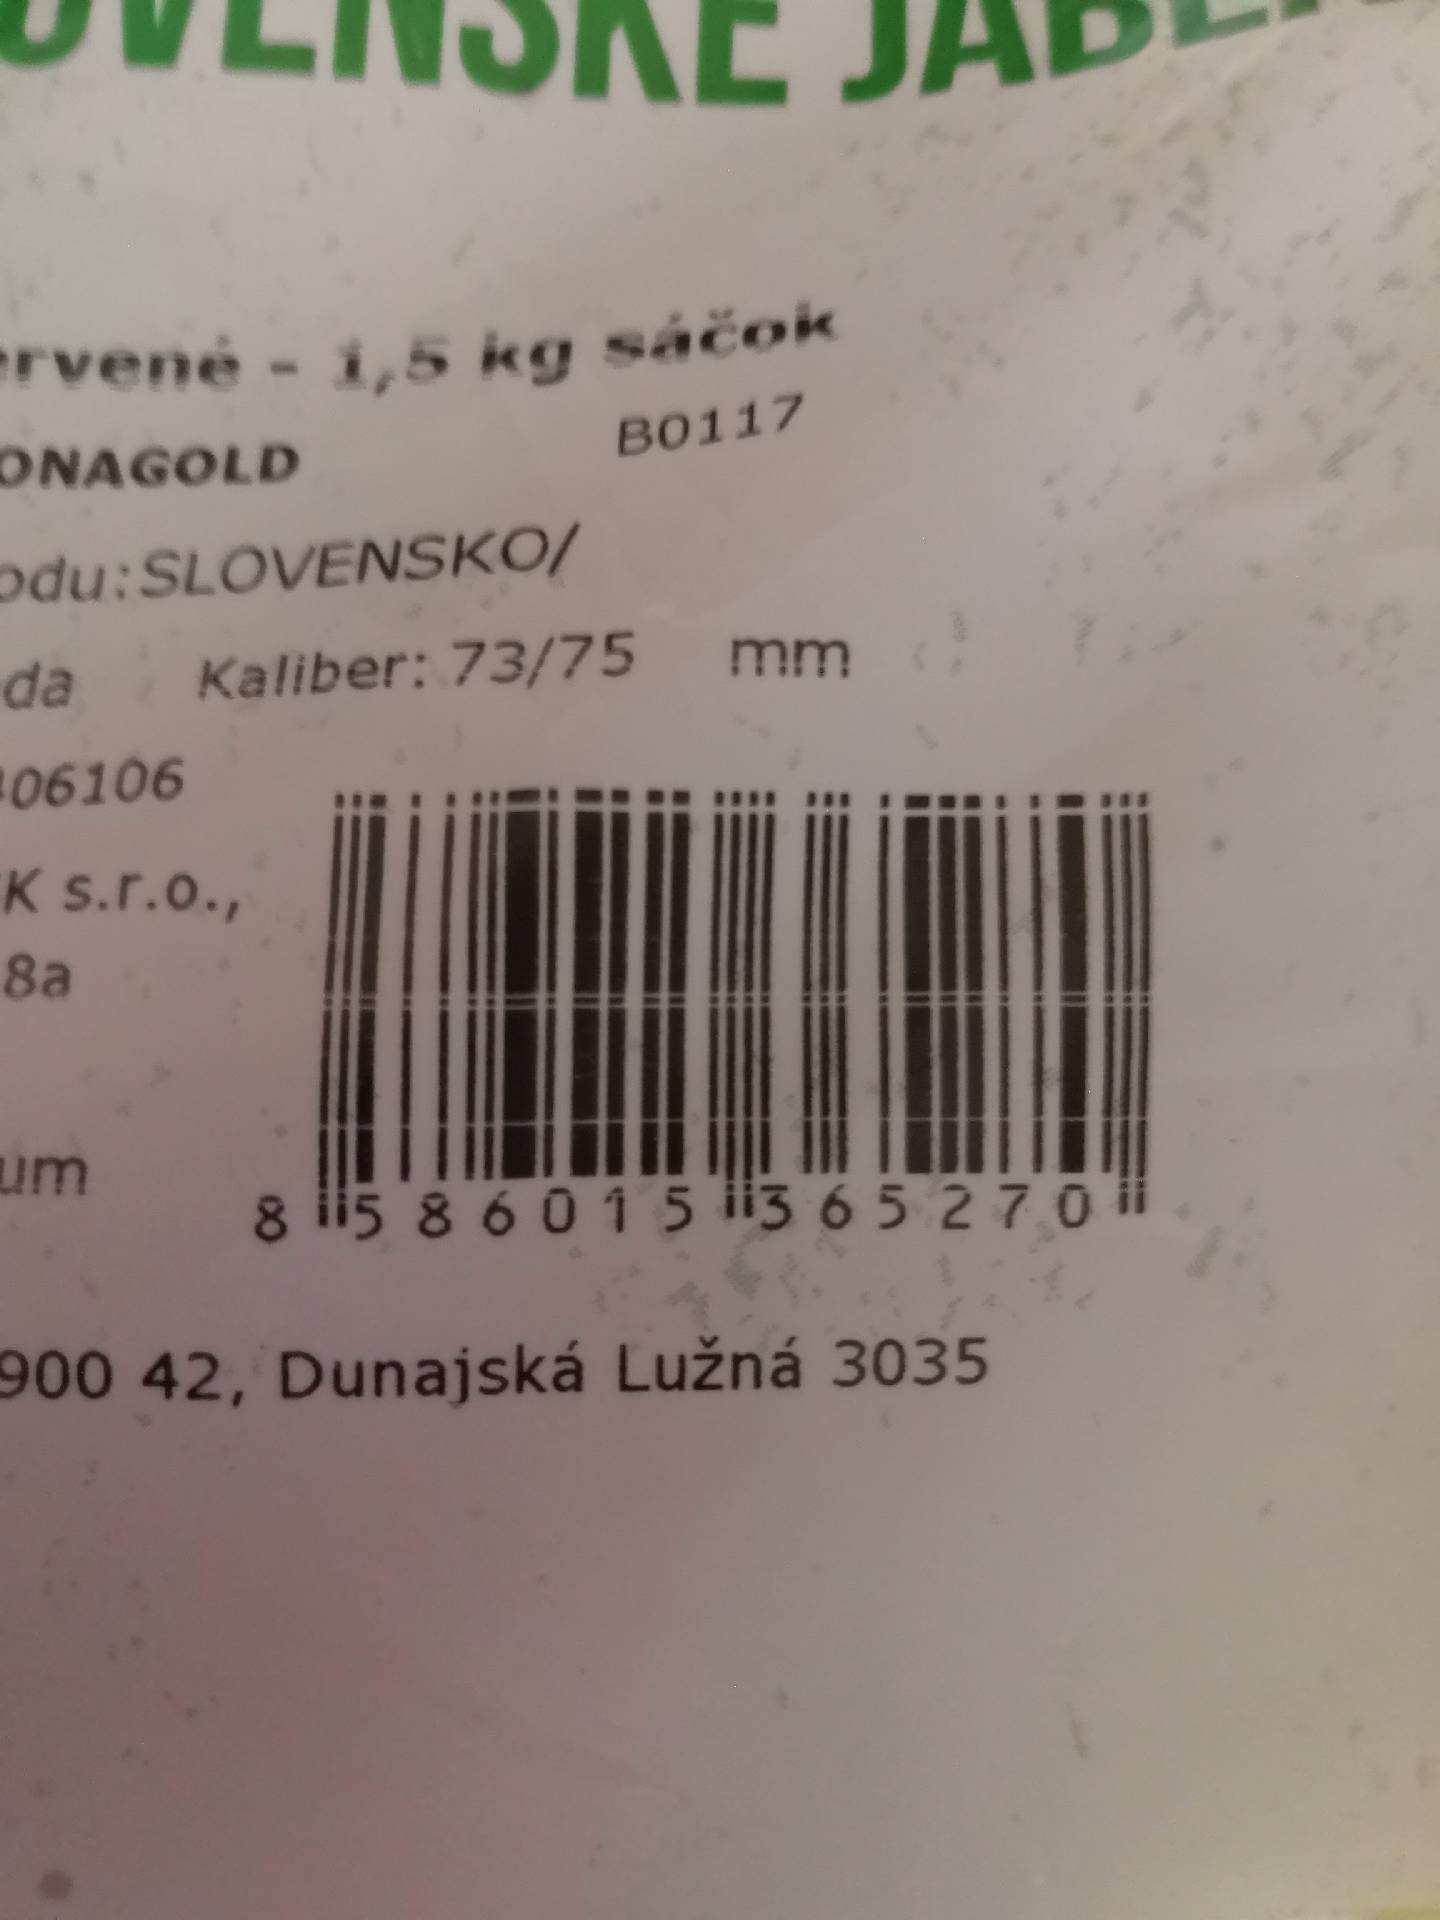 OVENSKÉ JABL
ervené - 1,5 kg sáčok
ONAGOLD B0117
odu:SLOVENSKO/
da Kaliber: 73/75 mm
06106
K s.r.o.,
8a
um
8 586015 365270
900 42, Dunajská Lužná 3035